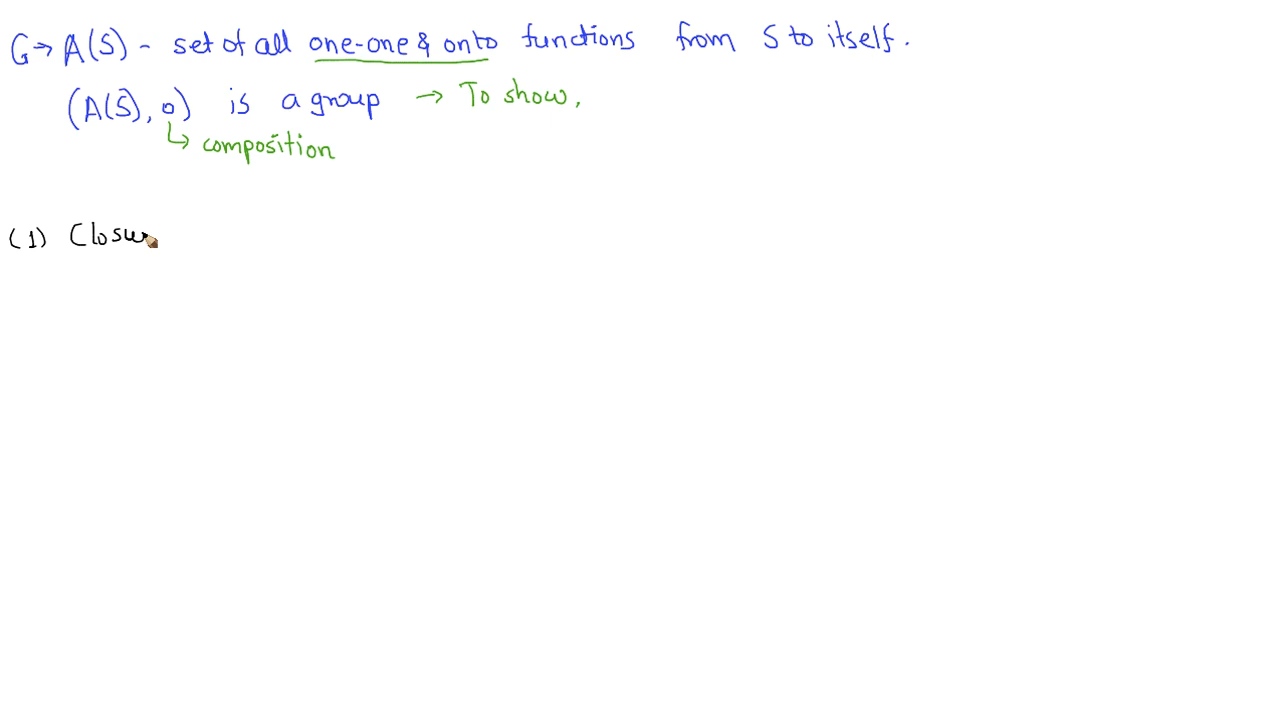 G → A(S) - set of all one-one & onto functions from S to itself.
(A(S), o) is a group → To show,
↳ composition
(1) Closu